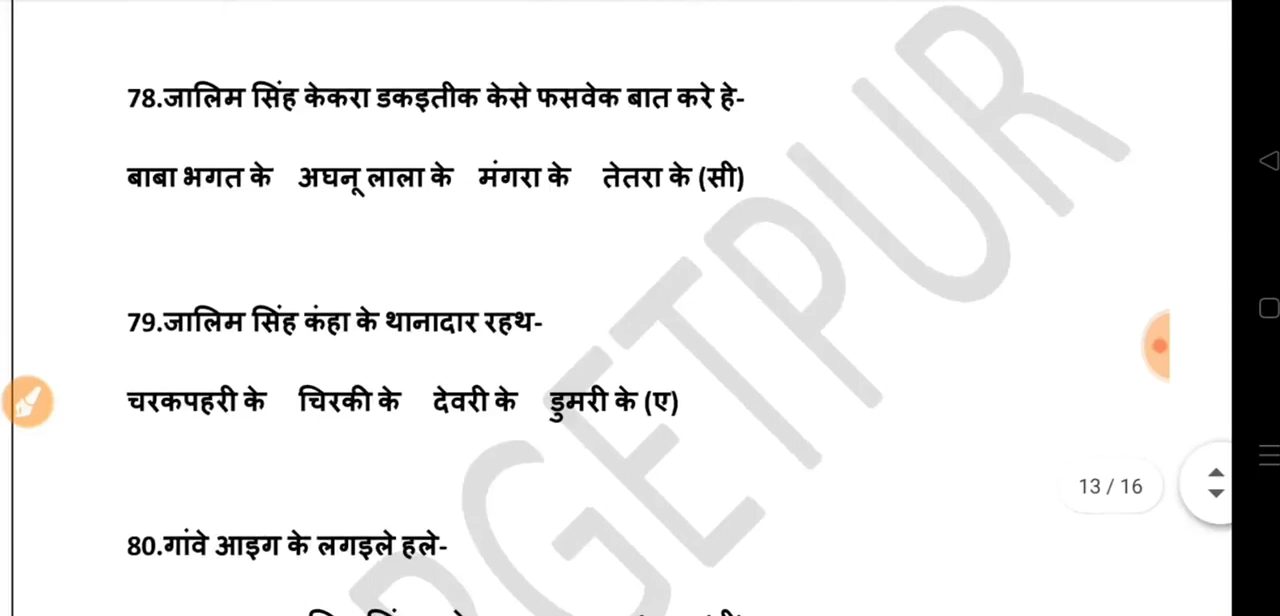 78.जालिम सिंह केकरा डकइतीक केसे फसवेक बात करे हे-
बाबा भगत के अघनू लाला के मंगरा के तेतरा के (सी)
79.जालिम सिंह कंहा के थानादार रहथ-
चरकपहरी के चिरकी के देवरी के डुमरी के (ए)
13 / 16
80.गांवे आइग के लगइले हले-